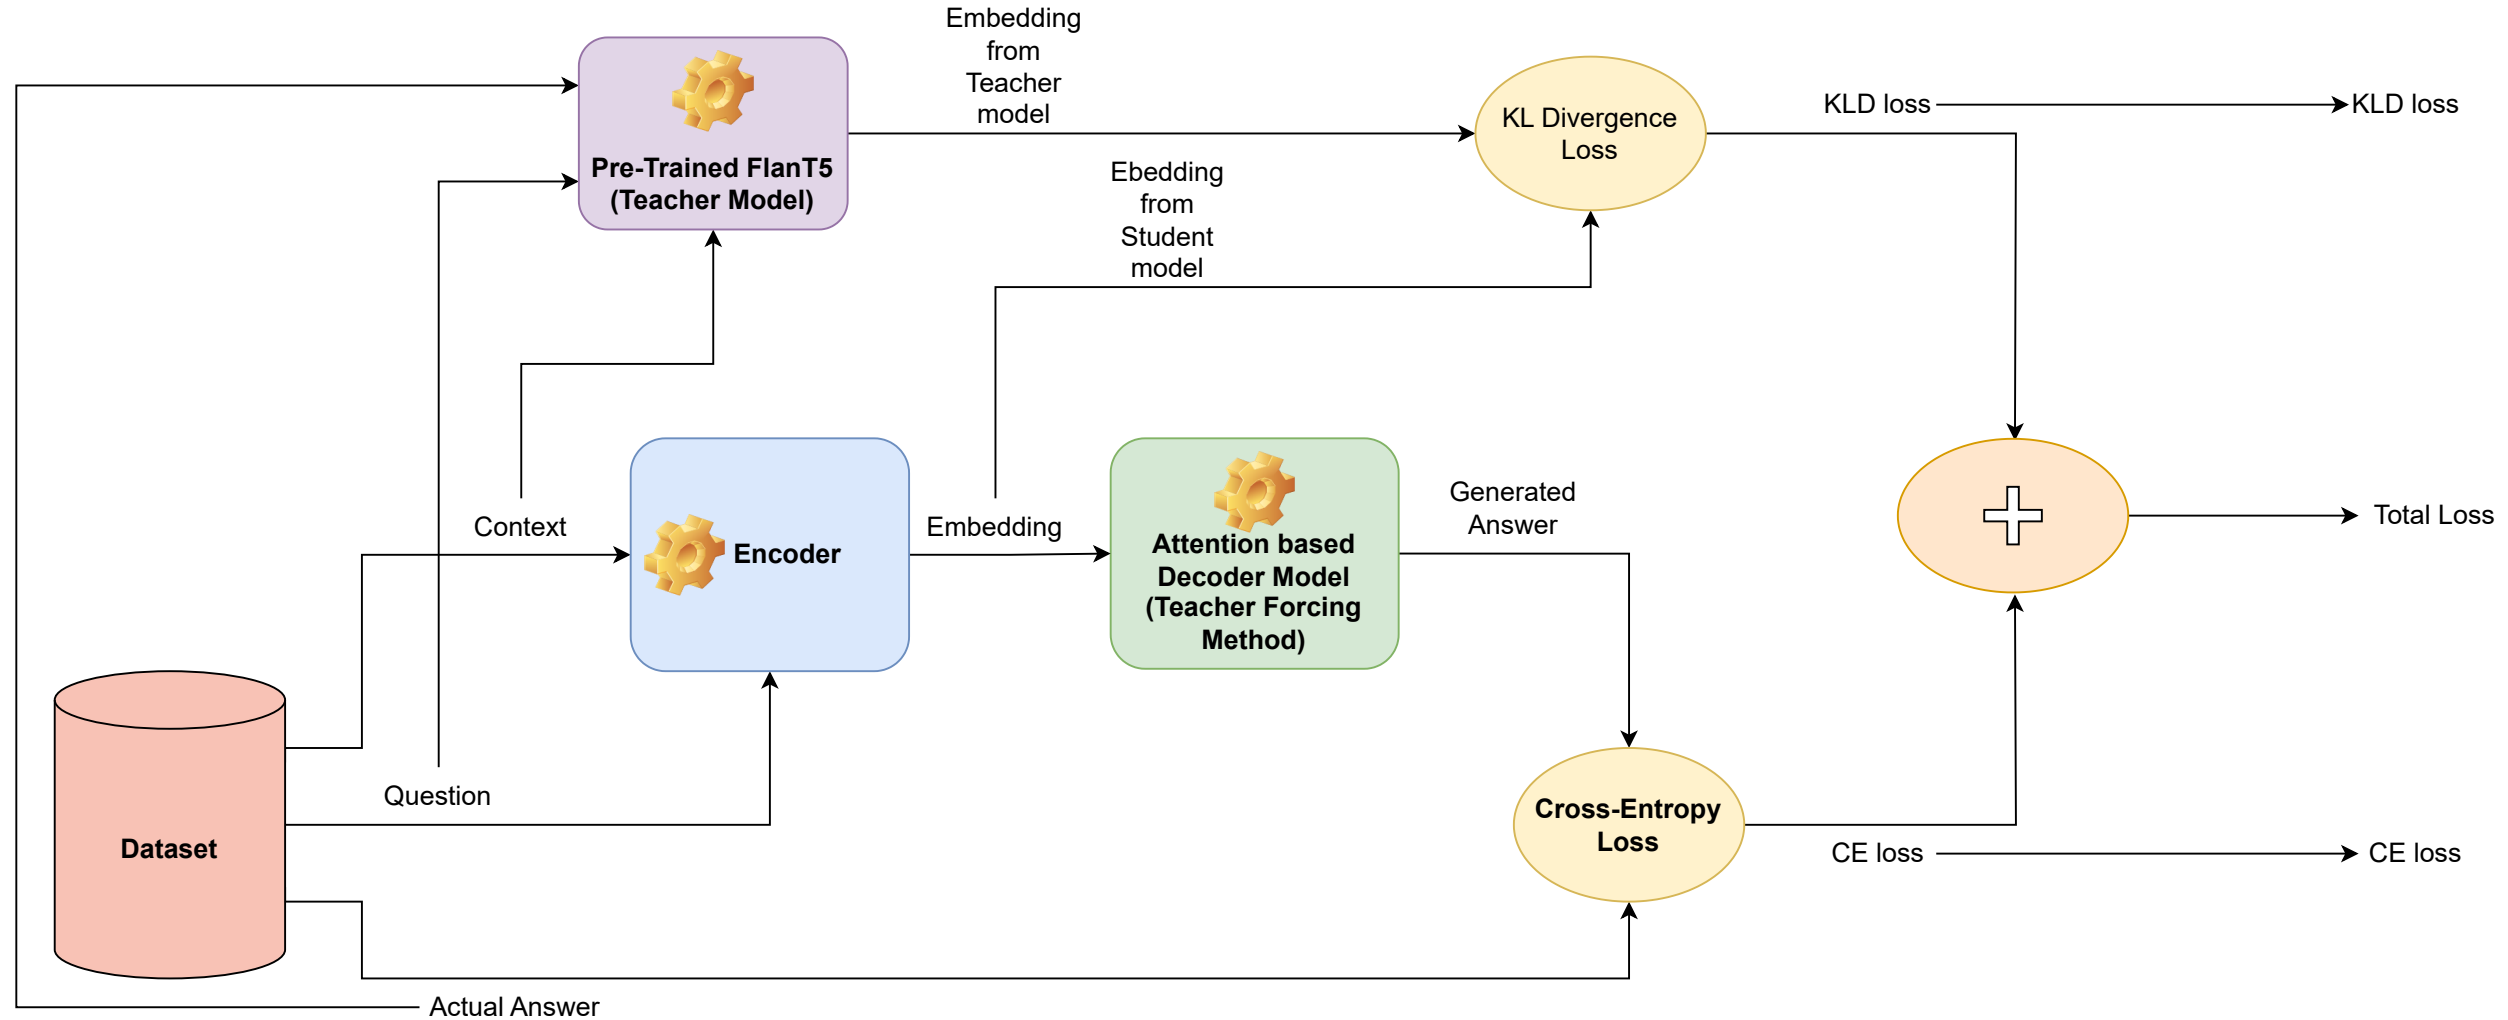 Embedding
from
Teacher
model
Pre-Trained FlanT5
(Teacher Model)
KL Divergence
Loss
KLD loss
KLD loss
Ebedding
from
Student
model
Context
Encoder
Embedding
Attention based
Decoder Model
(Teacher Forcing
Method)
Generated
Answer
Total Loss
Question
Dataset
Cross-Entropy
Loss
CE loss
CE loss
Actual Answer